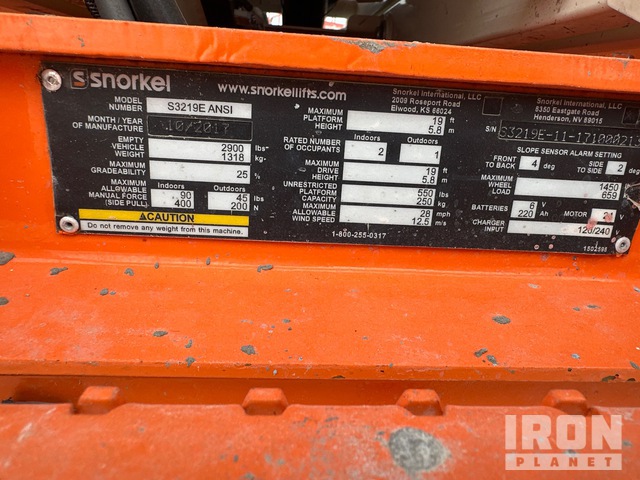 snorkel
www.snorkellifts.com
Snorkel International, LLC
2009 Roseport Road
Elwood, KS 66024
Snorkel International, LLC
8350 Eastgate Road
Henderson, NV 89015
MODEL NUMBER S3219E ANSI
MONTH / YEAR OF MANUFACTURE 10/2017
EMPTY VEHICLE WEIGHT 2900 lbs 1318 kg
MAXIMUM GRADEABILITY 25 %
Indoors Outdoors
MAXIMUM ALLOWABLE MANUAL FORCE (SIDE PULL) 90 400 45 200 lbs N
CAUTION
Do not remove any weight from this machine.
MAXIMUM PLATFORM HEIGHT 19 ft 5.8 m
Indoors Outdoors
RATED NUMBER OF OCCUPANTS 2 1
MAXIMUM DRIVE HEIGHT 19 ft 5.8 m
UNRESTRICTED PLATFORM CAPACITY 550 lbs 250 kg
MAXIMUM ALLOWABLE WIND SPEED 28 mph 12.5 m/s
1-800-255-0317
S/N S3219E-11-171000213
SLOPE SENSOR ALARM SETTING
FRONT TO BACK 4 deg SIDE TO SIDE 2 deg
MAXIMUM WHEEL LOAD 1450 659
BATTERIES 6 V 220 Ah MOTOR
CHARGER INPUT 120/240
1502598
IRON
PLANET